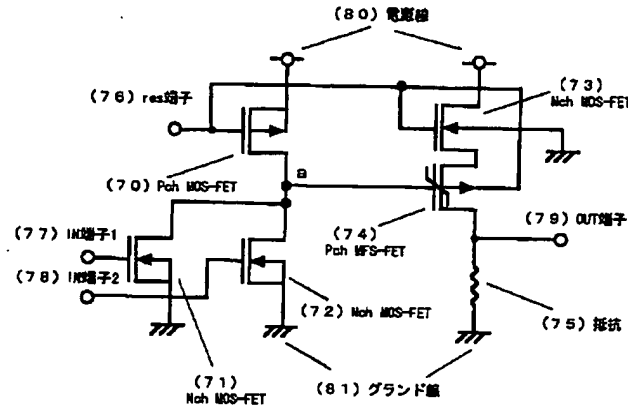 (80) 電源線
(76) res端子
(73)
Nch MOS-FET
a
(70) Pch MOS-FET
(77) IN端子1
(74)
Pch MFS-FET
(79) OUT端子
(78) IN端子2
(72) Nch MOS-FET
(75) 抵抗
(71)
Nch MOS-FET
(81) グランド線